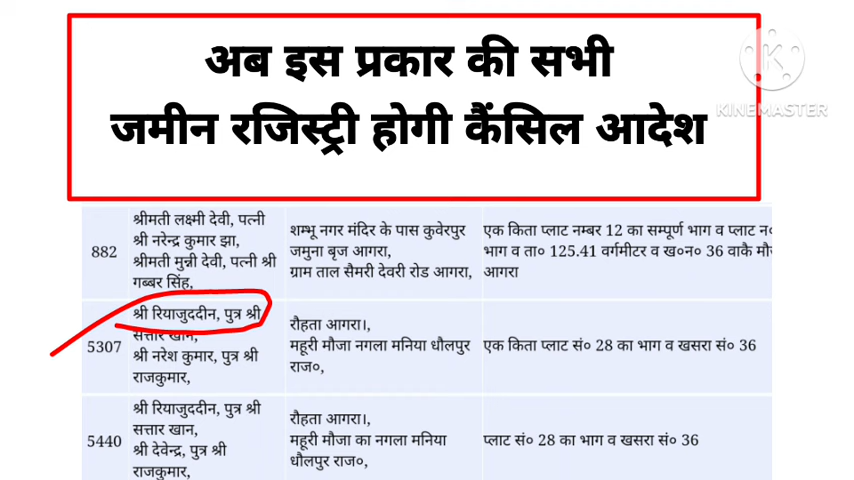 अब इस प्रकार की सभी
जमीन रजिस्ट्री होगी कैंसिल आदेश
KINEMASTER
882
श्रीमती लक्ष्मी देवी, पत्नी
श्री नरेन्द्र कुमार झा,
श्रीमती मुन्नी देवी, पत्नी श्री
गब्बर सिंह,
शम्भू नगर मंदिर के पास कुवेरपुर
जमुना बृज आगरा,
ग्राम ताल सैमरी देवरी रोड आगरा,
एक किता प्लाट नम्बर 12 का सम्पूर्ण भाग व प्लाट न०
भाग व ता० 125.41 वर्गमीटर व ख०न० 36 वाकै मौज
आगरा
5307
श्री रियाजुददीन, पुत्र श्री
सत्तार खान,
श्री नरेश कुमार, पुत्र श्री
राजकुमार,
रौहता आगरा।,
महूरी मौजा नगला मनिया धौलपुर
राज०,
एक किता प्लाट सं० 28 का भाग व खसरा सं० 36
5440
श्री रियाजुददीन, पुत्र श्री
सत्तार खान,
श्री देवेन्द्र, पुत्र श्री
राजकुमार,
रौहता आगरा।,
महूरी मौजा का नगला मनिया
धौलपुर राज०,
प्लाट सं० 28 का भाग व खसरा सं० 36